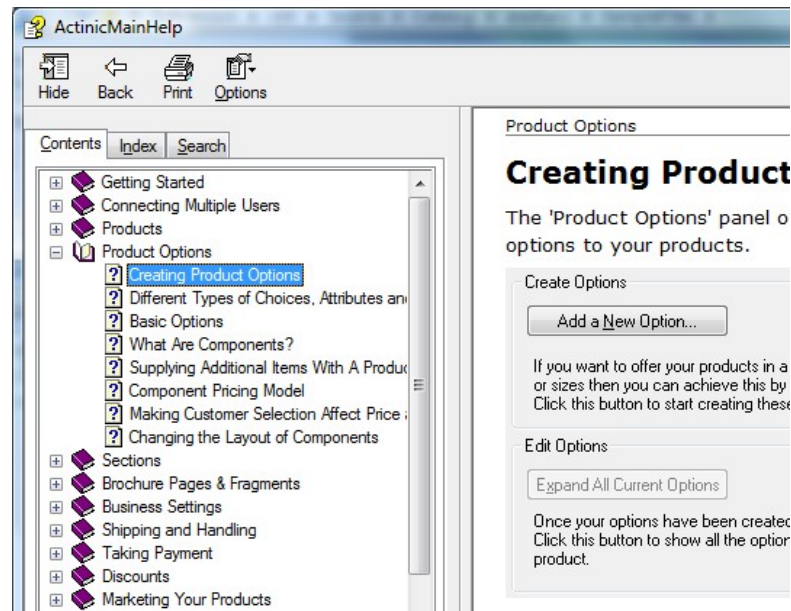 ActinicMainHelp
Hide Back Print Options
Contents Index Search
Getting Started
Connecting Multiple Users
Products
Product Options
Creating Product Options
Different Types of Choices, Attributes an
Basic Options
What Are Components?
Supplying Additional Items With A Produ
Component Pricing Model
Making Customer Selection Affect Price
Changing the Layout of Components
Sections
Brochure Pages & Fragments
Business Settings
Shipping and Handling
Taking Payment
Discounts
Marketing Your Products
Product Options
Creating Product
The 'Product Options' panel o
options to your products.
Create Options
Add a New Option...
If you want to offer your products in a
or sizes then you can achieve this by
Click this button to start creating these
Edit Options
Expand All Current Options
Once your options have been created
Click this button to show all the option
product.